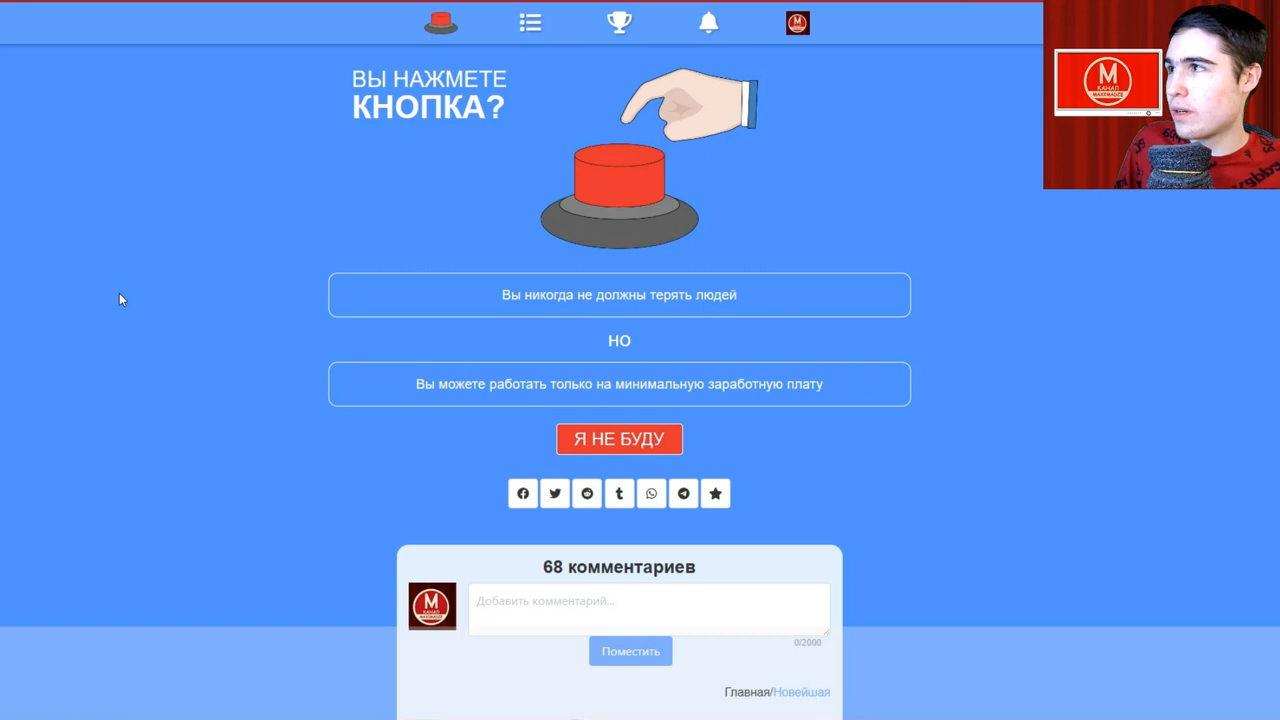 ВЫ НАЖМЕТЕ
КНОПКА?
М
КАНАЛ
Вы никогда не должны терять людей
НО
Вы можете работать только на минимальную заработную плату
Я НЕ БУДУ
68 комментариев
Добавить комментарий...
0/2000
Поместить
Главная/Новейшая